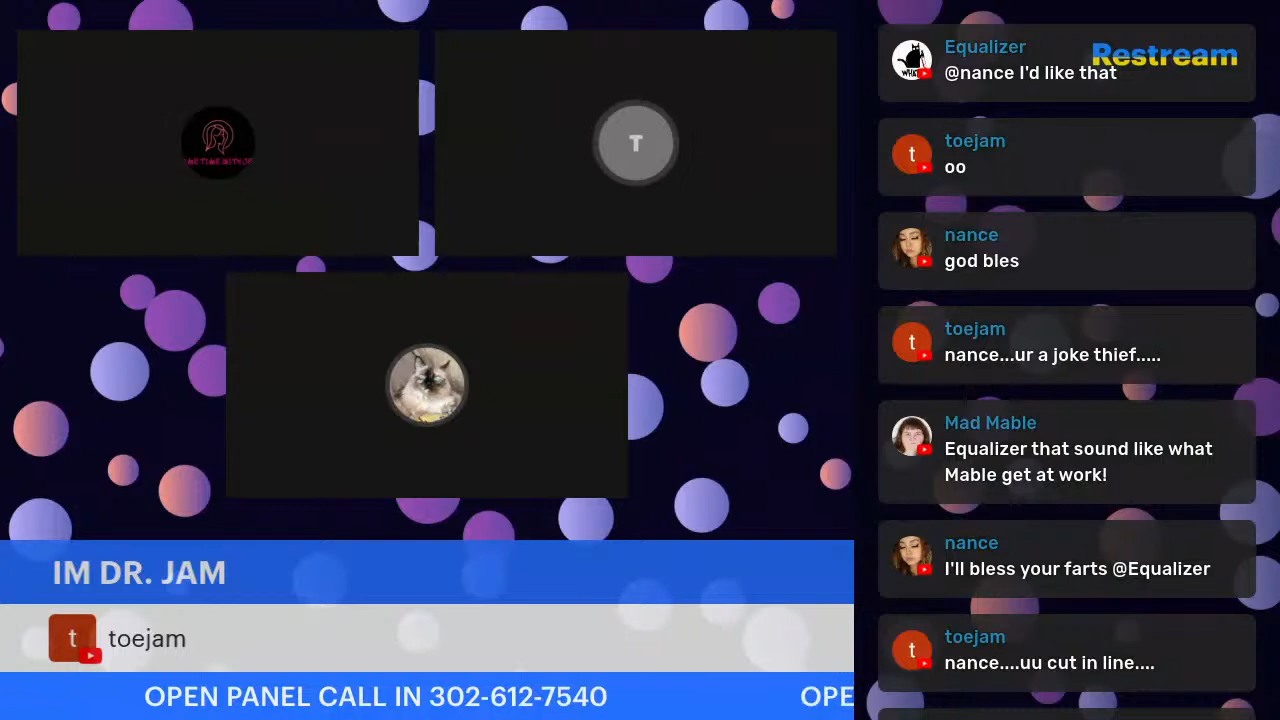 T
IM DR. JAM
t
toejam
OPEN PANEL CALL IN 302-612-7540
OPE
Restream
Equalizer
@nance I'd like that
t
toejam
oo
nance
god bles
t
toejam
nance...ur a joke thief.....
Mad Mable
Equalizer that sound like what
Mable get at work!
nance
I'll bless your farts @Equalizer
t
toejam
nance....uu cut in line....